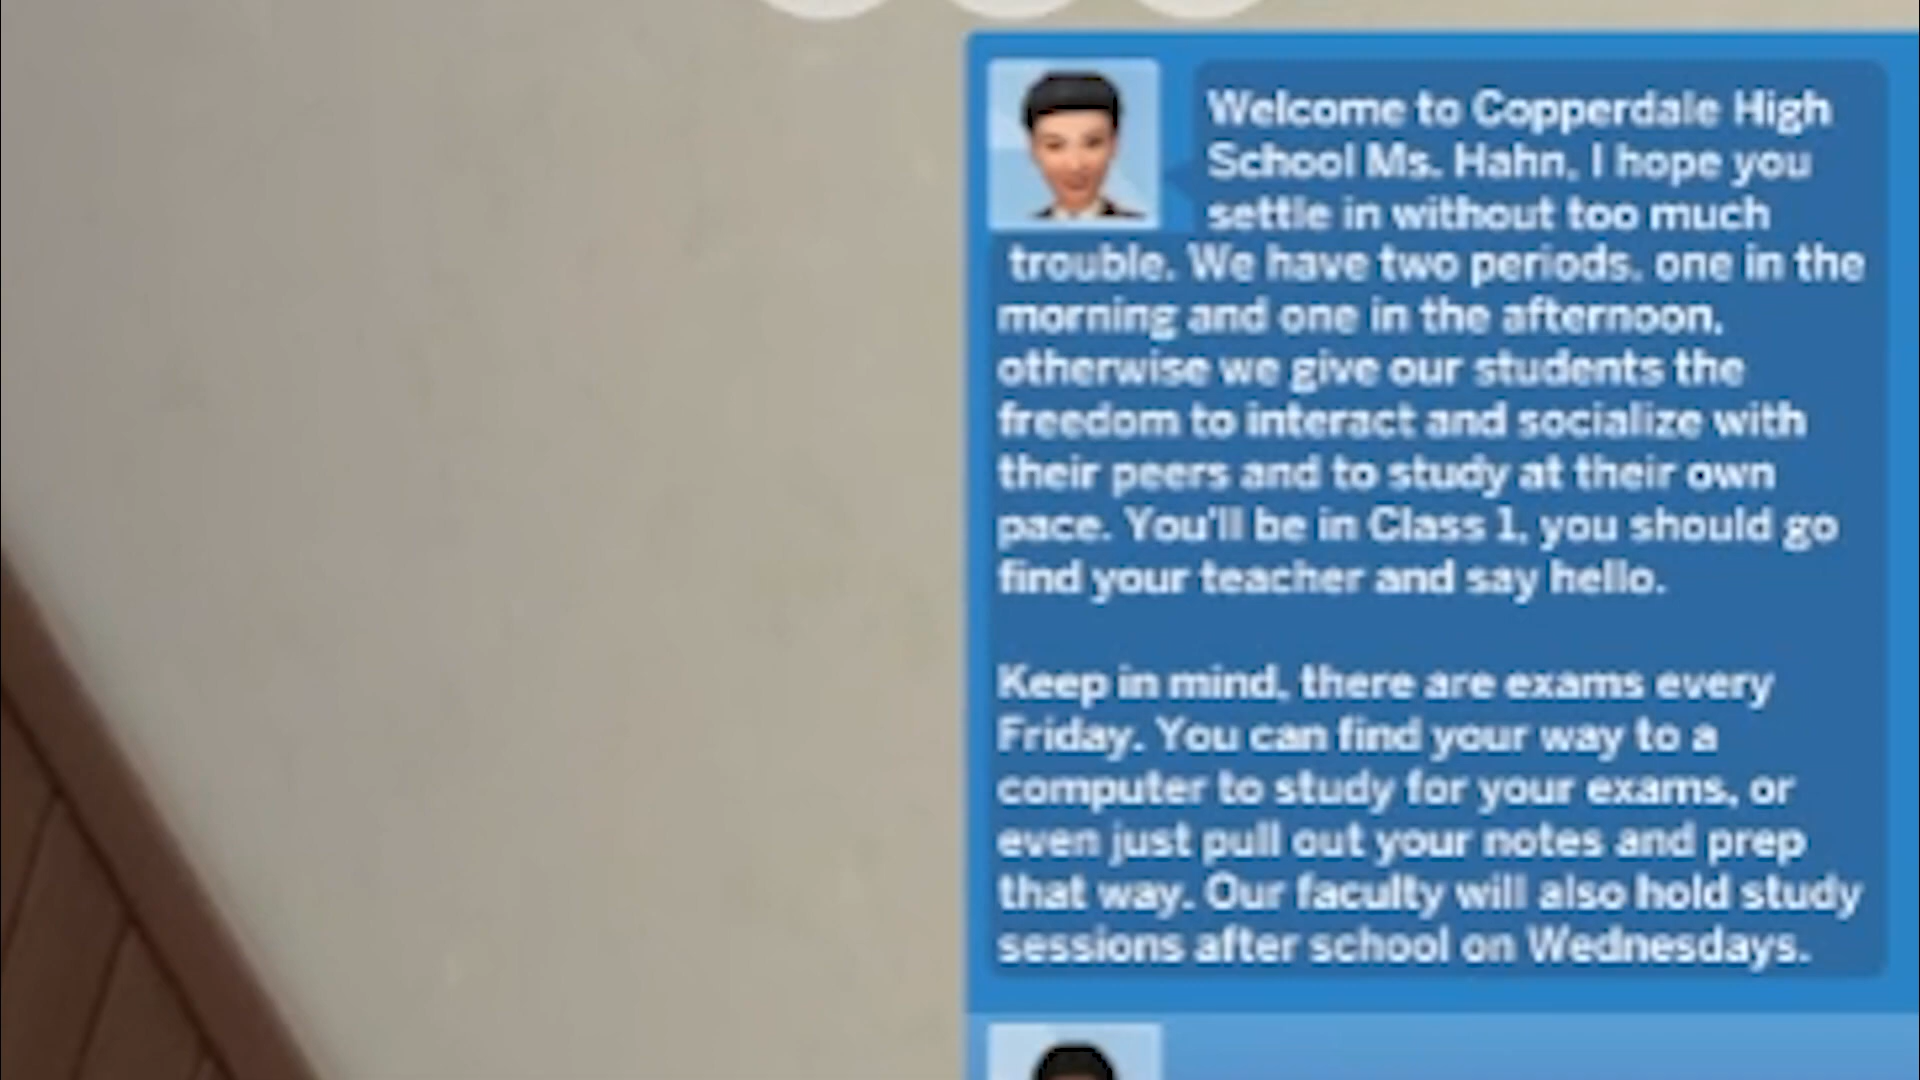 Welcome to Copperdale High
School Ms. Hahn, I hope you
settle in without too much
trouble. We have two periods, one in the
morning and one in the afternoon,
otherwise we give our students the
freedom to interact and socialize with
their peers and to study at their own
pace. You'll be in Class 1, you should go
find your teacher and say hello.
Keep in mind, there are exams every
Friday. You can find your way to a
computer to study for your exams, or
even just pull out your notes and prep
that way. Our faculty will also hold study
sessions after school on Wednesdays.